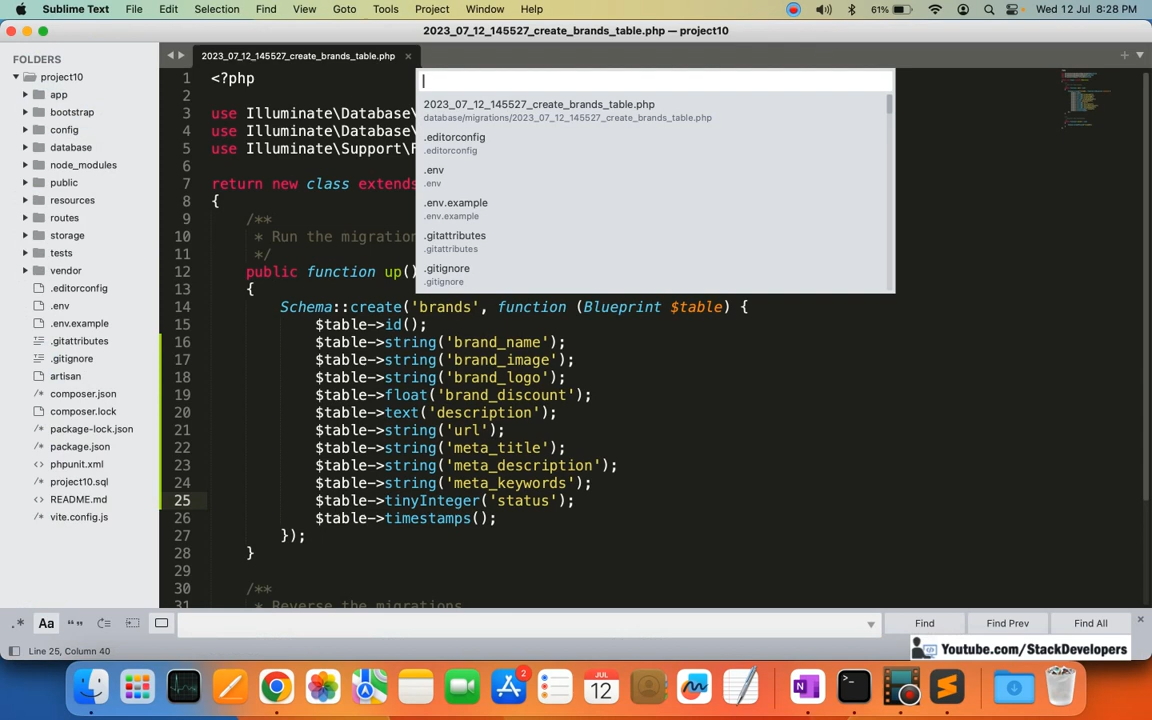 Sublime Text File Edit Selection Find View Goto Tools Project Window Help 61% Wed 12 Jul 8:28 PM
2023_07_12_145527_create_brands_table.php — project10
FOLDERS
project10
app
bootstrap
config
database
node_modules
public
resources
routes
storage
tests
vendor
.editorconfig
.env
.env.example
.gitattributes
.gitignore
artisan
composer.json
composer.lock
package-lock.json
package.json
phpunit.xml
project10.sql
README.md
vite.config.js
2023_07_12_145527_create_brands_table.php
2023_07_12_145527_create_brands_table.php
database/migrations/2023_07_12_145527_create_brands_table.php
.editorconfig
.editorconfig
.env
.env
.env.example
.env.example
.gitattributes
.gitattributes
.gitignore
.gitignore
1 <?php
2
3 use Illuminate\Database\
4 use Illuminate\Database\
5 use Illuminate\Support\
6
7 return new class extends
8 {
9 /**
10 * Run the migration
11 */
12 public function up()
13 {
14 Schema::create('brands', function (Blueprint $table) {
15 $table->id();
16 $table->string('brand_name');
17 $table->string('brand_image');
18 $table->string('brand_logo');
19 $table->float('brand_discount');
20 $table->text('description');
21 $table->string('url');
22 $table->string('meta_title');
23 $table->string('meta_description');
24 $table->string('meta_keywords');
25 $table->tinyInteger('status');
26 $table->timestamps();
27 });
28 }
29
30 /**
31 * Reverse the migrations
.* Aa Find Find Prev Find All
Line 25, Column 40
Youtube.com/StackDevelopers
2
JUL
12